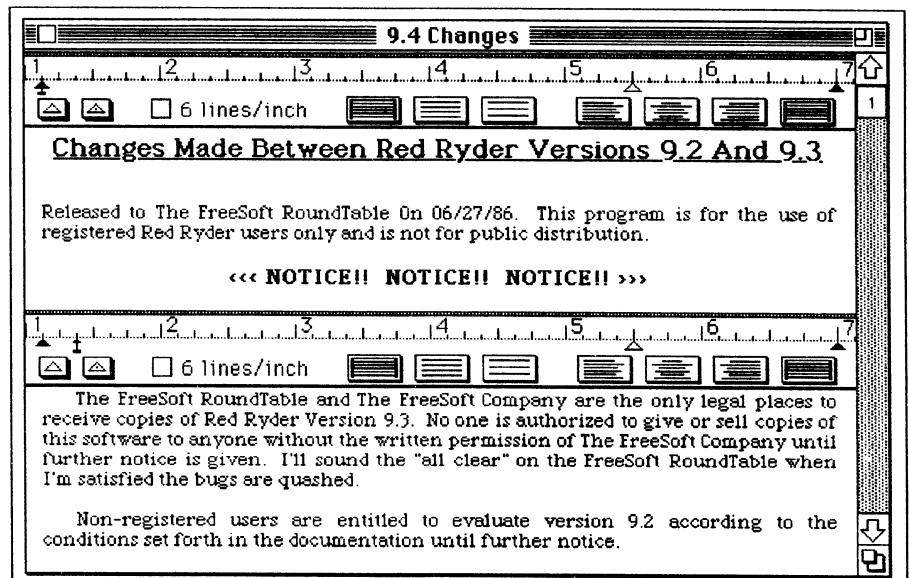 9.4 Changes
1 2 3 4 5 6 7
6 lines/inch
1
Changes Made Between Red Ryder Versions 9.2 And 9.3
Released to The FreeSoft RoundTable On 06/27/86. This program is for the use of
registered Red Ryder users only and is not for public distribution.
<<< NOTICE!! NOTICE!! NOTICE!! >>>
1 2 3 4 5 6 7
6 lines/inch
The FreeSoft RoundTable and The FreeSoft Company are the only legal places to
receive copies of Red Ryder Version 9.3. No one is authorized to give or sell copies of
this software to anyone without the written permission of The FreeSoft Company until
further notice is given. I'll sound the "all clear" on the FreeSoft RoundTable when
I'm satisfied the bugs are quashed.
Non-registered users are entitled to evaluate version 9.2 according to the
conditions set forth in the documentation until further notice.